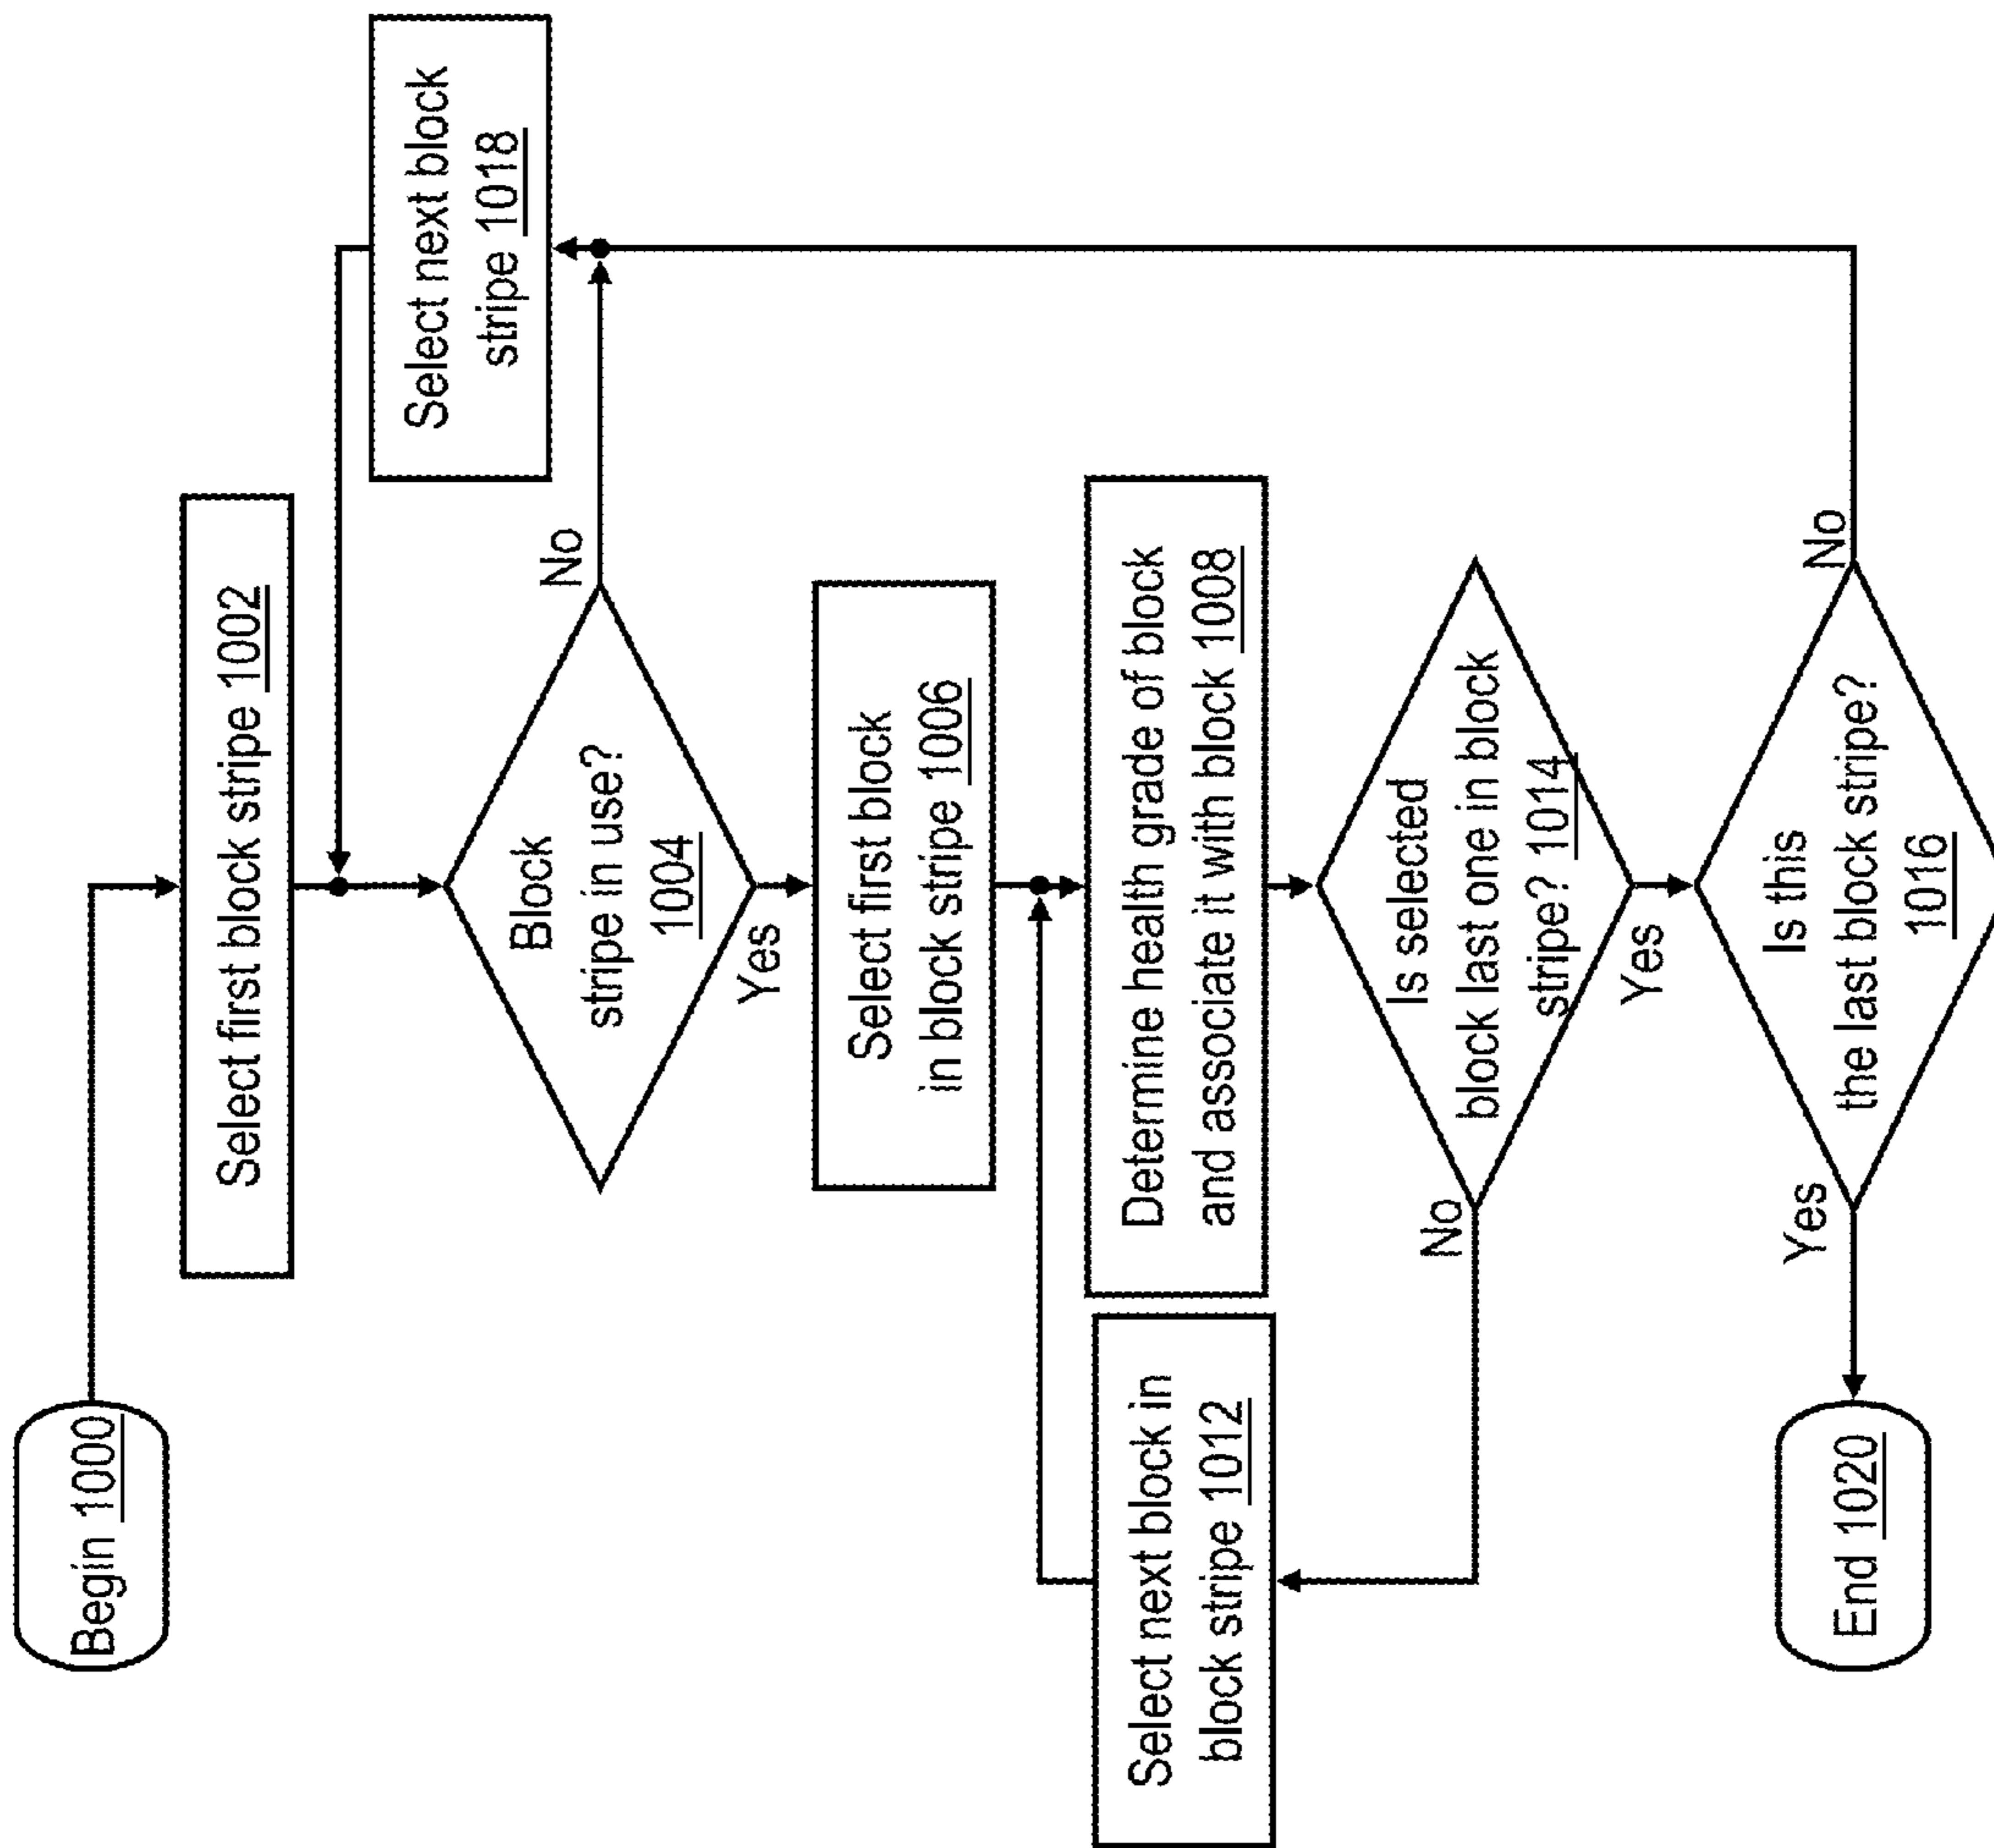 Begin 1000
Select first block stripe 1002
Select next block
stripe 1018
Block
stripe in use?
1004
No
Yes
Select first block
in block stripe 1006
Select next block in
block stripe 1012
Determine health grade of block
and associate it with block 1008
Is selected
block last one in block
stripe? 1014
No
Yes
Is this
the last block stripe?
1016
Yes
No
End 1020